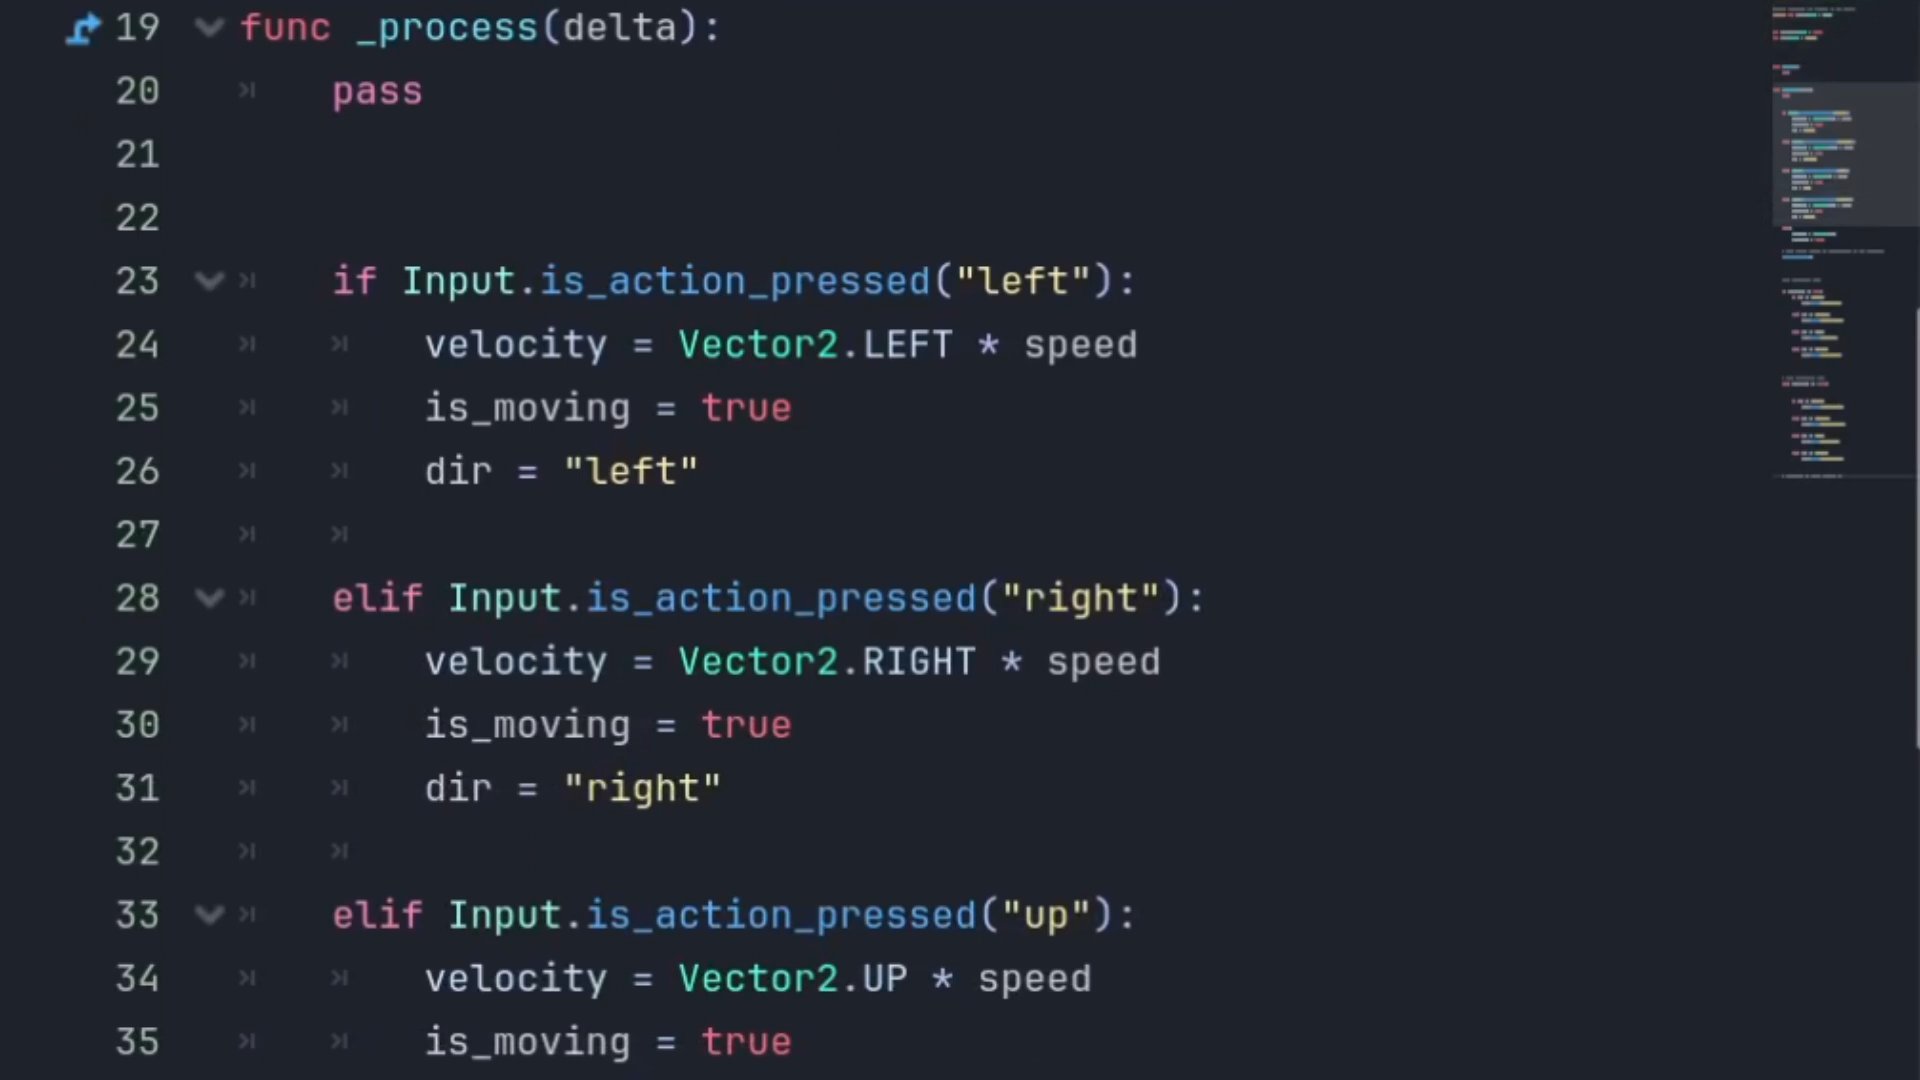 19 func _process(delta):
20 pass
21
22
23 if Input.is_action_pressed("left"):
24 velocity = Vector2.LEFT * speed
25 is_moving = true
26 dir = "left"
27
28 elif Input.is_action_pressed("right"):
29 velocity = Vector2.RIGHT * speed
30 is_moving = true
31 dir = "right"
32
33 elif Input.is_action_pressed("up"):
34 velocity = Vector2.UP * speed
35 is_moving = true